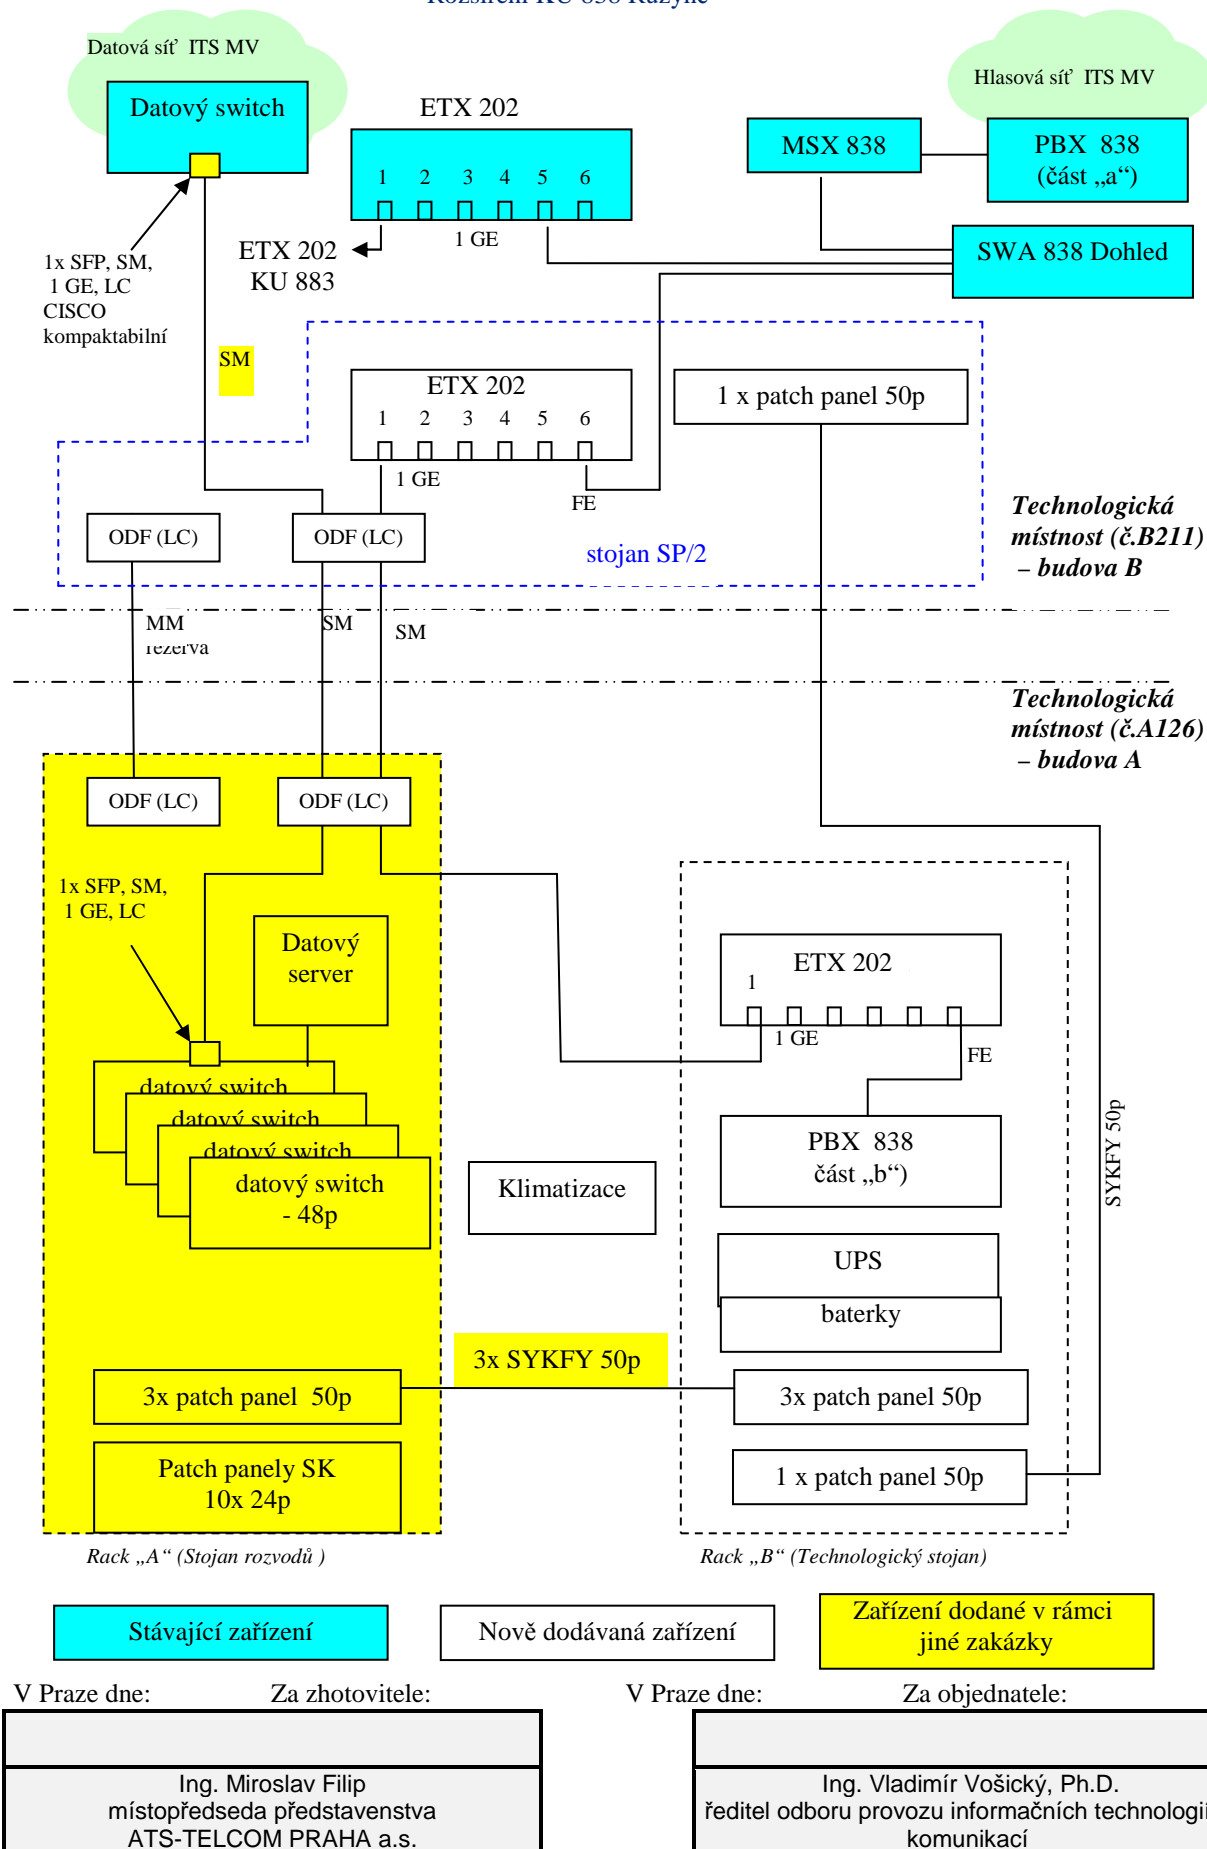 Rozšíření KU 838 Ruzyně
Datová síť ITS MV
Hlasová síť ITS MV
Datový switch
ETX 202
MSX 838
PBX 838
(část „a“)
1 2 3 4 5 6
1 GE
ETX 202
KU 883
SWA 838 Dohled
1x SFP, SM,
1 GE, LC
CISCO
kompaktabilní
SM
ETX 202
1 2 3 4 5 6
1 GE
FE
1 x patch panel 50p
ODF (LC)
ODF (LC)
stojan SP/2
Technologická
místnost (č.B211)
– budova B
MM
rezerva
SM
SM
Technologická
místnost (č.A126)
– budova A
ODF (LC)
ODF (LC)
1x SFP, SM,
1 GE, LC
Datový
server
ETX 202
1
1 GE
FE
datový switch
datový switch
datový switch
datový switch
- 48p
Klimatizace
PBX 838
část „b“)
SYKFY 50p
UPS
baterky
3x SYKFY 50p
3x patch panel 50p
3x patch panel 50p
Patch panely SK
10x 24p
1 x patch panel 50p
Rack „A“ (Stojan rozvodů )
Rack „B“ (Technologický stojan)
Stávající zařízení
Nově dodávaná zařízení
Zařízení dodané v rámci
jiné zakázky
V Praze dne: Za zhotovitele:
V Praze dne: Za objednatele:
Ing. Miroslav Filip
místopředseda představenstva
ATS-TELCOM PRAHA a.s.
Ing. Vladimír Vošický, Ph.D.
ředitel odboru provozu informačních technologií
komunikací